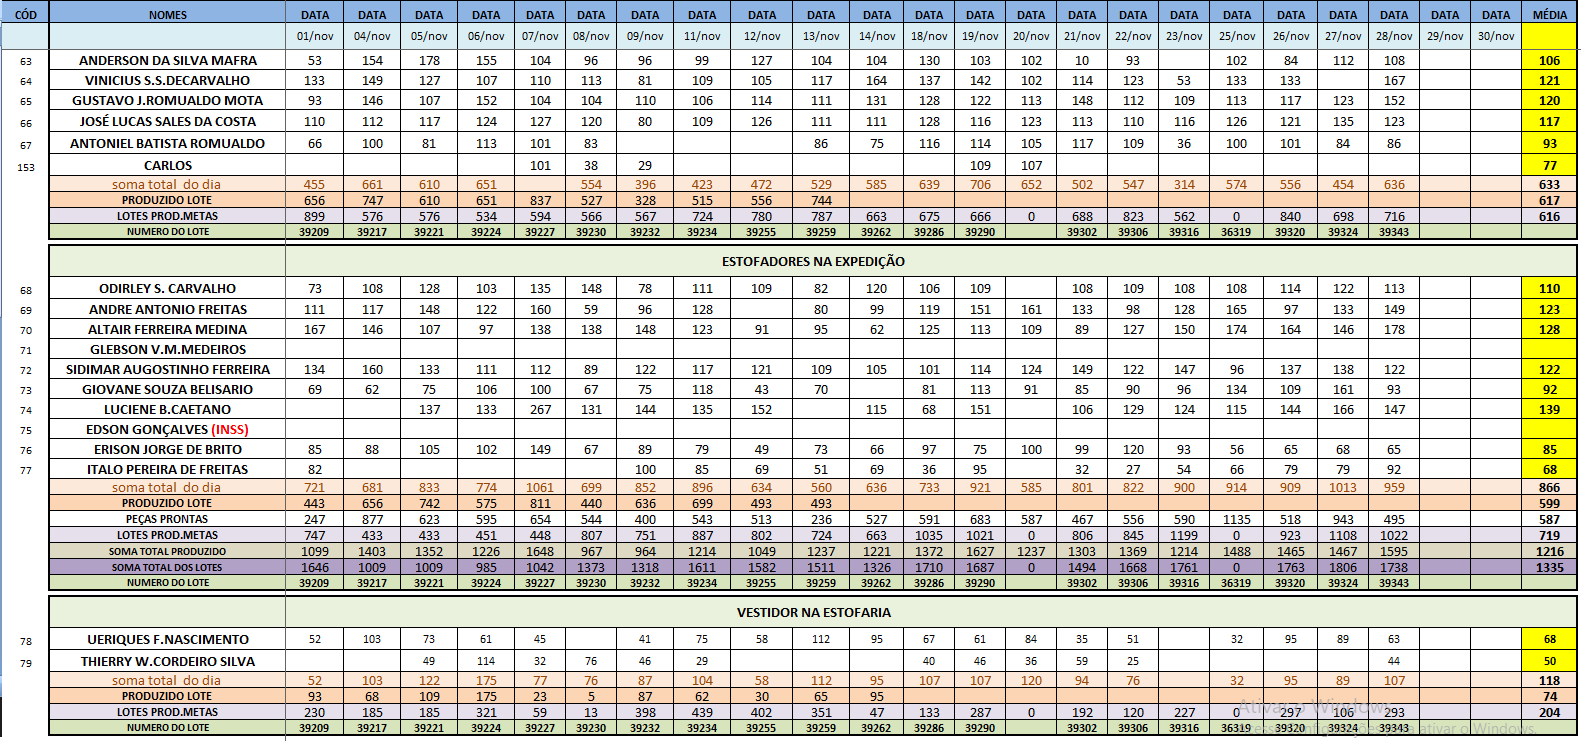 CÓD NOMES DATA DATA DATA DATA DATA DATA DATA DATA DATA DATA DATA DATA DATA DATA DATA DATA DATA DATA DATA DATA DATA DATA MÉDIA
01/nov 04/nov 05/nov 06/nov 07/nov 08/nov 09/nov 11/nov 12/nov 13/nov 14/nov 18/nov 19/nov 20/nov 21/nov 22/nov 23/nov 25/nov 26/nov 27/nov 28/nov 29/nov 30/nov
63 ANDERSON DA SILVA MAFRA 53 154 178 155 104 96 96 99 127 104 104 130 103 102 10 93 102 84 112 108 106
64 VINICIUS S.S.DECARVALHO 133 149 127 107 110 113 81 109 105 117 164 137 142 102 114 123 53 133 133 167 121
65 GUSTAVO J.ROMUALDO MOTA 93 146 107 152 104 104 110 106 114 111 131 128 122 113 148 112 109 113 117 123 152 120
66 JOSÉ LUCAS SALES DA COSTA 110 112 117 124 127 120 80 109 126 111 111 128 116 123 113 110 116 126 121 135 123 117
67 ANTONIEL BATISTA ROMUALDO 66 100 81 113 101 83 86 75 116 114 105 117 109 36 100 101 84 86 93
153 CARLOS 101 38 29 109 107 77
soma total do dia 455 661 610 651 554 396 423 472 529 585 639 706 652 502 547 314 574 556 454 636 633
PRODUZIDO LOTE 656 747 610 651 837 527 328 515 556 744 617
LOTES PROD.METAS 899 576 576 534 594 566 567 724 780 787 663 675 666 0 688 823 562 0 840 698 716 616
NUMERO DO LOTE 39209 39217 39221 39224 39227 39230 39232 39234 39255 39259 39262 39286 39290 39302 39306 39316 36319 39320 39324 39343
ESTOFADORES NA EXPEDIÇÃO
68 ODIRLEY S. CARVALHO 73 108 128 103 135 148 78 111 109 82 120 106 109 108 109 108 108 114 122 113 110
69 ANDRE ANTONIO FREITAS 111 117 148 122 160 59 96 128 80 99 119 151 161 133 98 128 165 97 133 149 123
70 ALTAIR FERREIRA MEDINA 167 146 107 97 138 138 148 123 91 95 62 125 113 109 89 127 150 174 164 146 178 128
71 GLEBSON V.M.MEDEIROS
72 SIDIMAR AUGOSTINHO FERREIRA 134 160 133 111 112 89 122 117 121 109 105 101 114 124 149 122 147 96 137 138 122 122
73 GIOVANE SOUZA BELISARIO 69 62 75 106 100 67 75 118 43 70 81 113 91 85 90 96 134 109 161 93 92
74 LUCIENE B.CAETANO 137 133 267 131 144 135 152 115 68 151 106 129 124 115 144 166 147 139
75 EDSON GONÇALVES (INSS)
76 ERISON JORGE DE BRITO 85 88 105 102 149 67 89 79 49 73 66 97 75 100 99 120 93 56 65 68 65 85
77 ITALO PEREIRA DE FREITAS 82 100 85 69 51 69 36 95 32 27 54 66 79 79 92 68
soma total do dia 721 681 833 774 1061 699 852 896 634 560 636 733 921 585 801 822 900 914 909 1013 959 866
PRODUZIDO LOTE 443 656 742 575 811 440 636 699 493 493 599
PEÇAS PRONTAS 247 877 623 595 654 544 400 543 513 236 527 591 683 587 467 556 590 1135 518 943 495 587
LOTES PROD.METAS 747 433 433 451 448 807 751 887 802 724 663 1035 1021 0 806 845 1199 0 923 1108 1022 719
SOMA TOTAL PRODUZIDO 1099 1403 1352 1226 1648 967 964 1214 1049 1237 1221 1372 1627 1237 1303 1369 1214 1488 1465 1467 1595 1216
SOMA TOTAL DOS LOTES 1646 1009 1009 985 1042 1373 1318 1611 1582 1511 1326 1710 1687 0 1494 1668 1761 0 1763 1806 1738 1335
NUMERO DO LOTE 39209 39217 39221 39224 39227 39230 39232 39234 39255 39259 39262 39286 39290 39302 39306 39316 36319 39320 39324 39343
VESTIDOR NA ESTOFARIA
78 UERIQUES F.NASCIMENTO 52 103 73 61 45 41 75 58 112 95 67 61 84 35 51 32 95 89 63 68
79 THIERRY W.CORDEIRO SILVA 49 114 32 76 46 29 40 46 36 59 25 44 50
soma total do dia 52 103 122 175 77 76 87 104 58 112 95 107 107 120 94 76 32 95 89 107 118
PRODUZIDO LOTE 93 68 109 175 23 5 87 62 30 65 95 74
LOTES PROD.METAS 230 185 185 321 59 13 398 439 402 351 47 133 287 0 192 120 227 0 297 106 293 204
NUMERO DO LOTE 39209 39217 39221 39224 39227 39230 39232 39234 39255 39259 39262 39286 39290 39302 39306 39316 36319 39320 39324 39343
Ativar o Windows
Acesse Configurações para ativar o Windows.